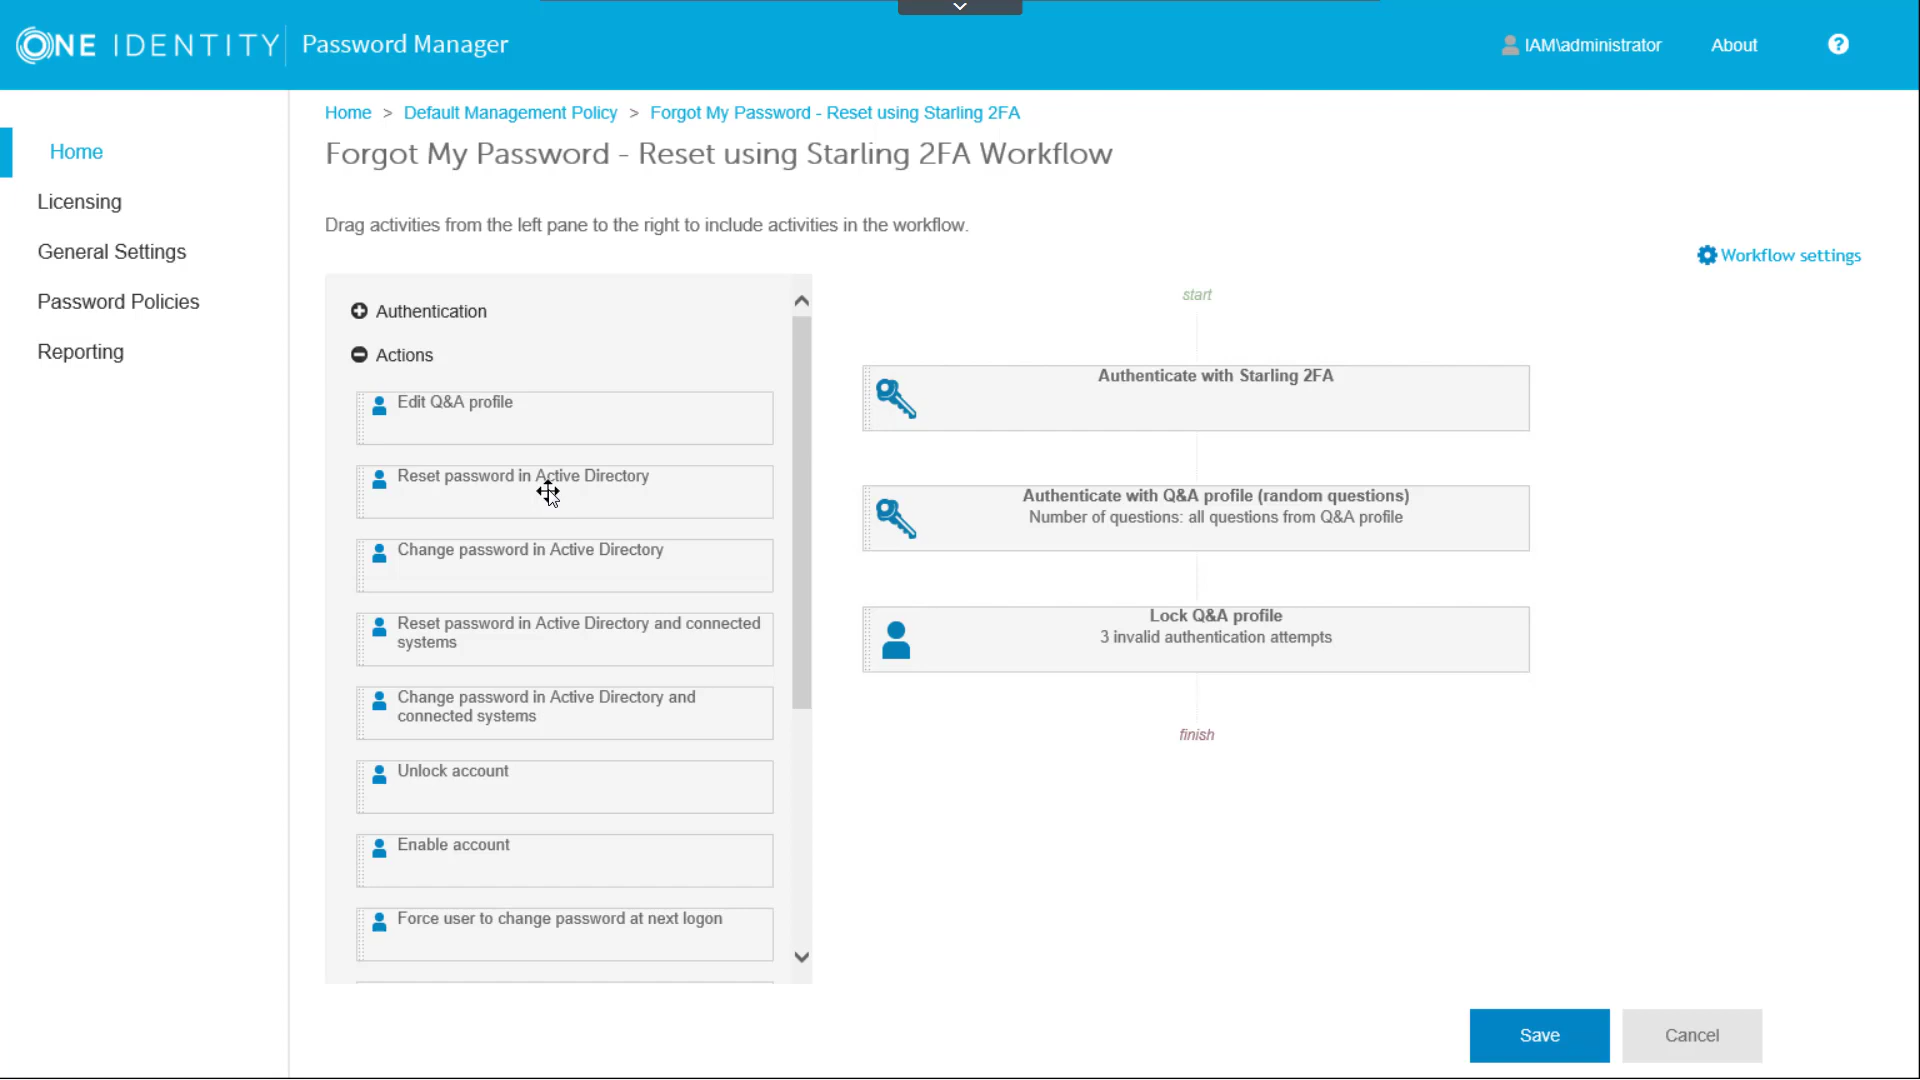 ONE IDENTITY Password Manager
IAM\administrator
About
?
Home > Default Management Policy > Forgot My Password - Reset using Starling 2FA
Forgot My Password - Reset using Starling 2FA Workflow
Home
Licensing
General Settings
Password Policies
Reporting
Drag activities from the left pane to the right to include activities in the workflow.
Workflow settings
Authentication
Actions
Edit Q&A profile
Reset password in Active Directory
Change password in Active Directory
Reset password in Active Directory and connected
systems
Change password in Active Directory and
connected systems
Unlock account
Enable account
Force user to change password at next logon
start
Authenticate with Starling 2FA
Authenticate with Q&A profile (random questions)
Number of questions: all questions from Q&A profile
Lock Q&A profile
3 invalid authentication attempts
finish
Save
Cancel